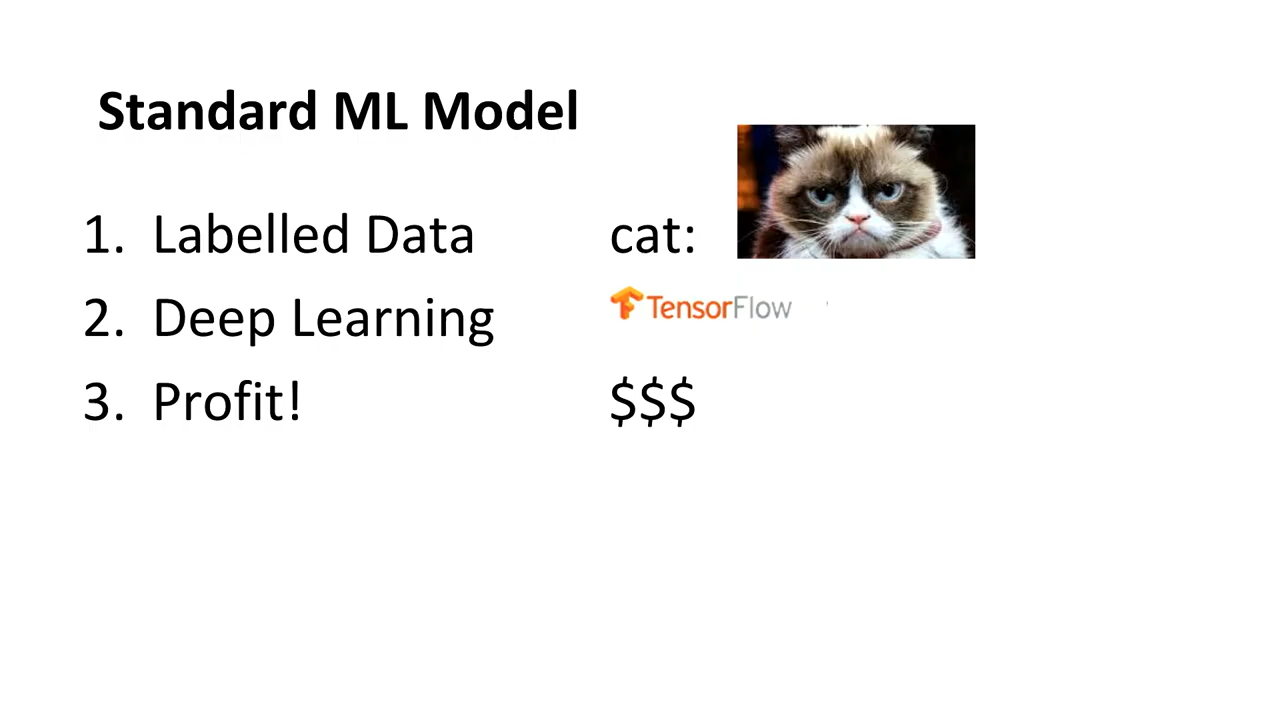 Standard ML Model
1. Labelled Data cat:
2. Deep Learning TensorFlow
3. Profit! $$$